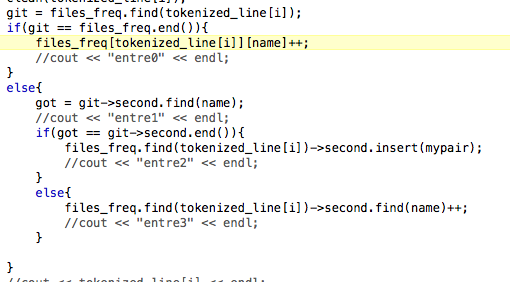 git = files_freq.find(tokenized_line[i]);
if(git == files_freq.end()){
files_freq[tokenized_line[i]][name]++;
//cout << "entre0" << endl;
}
else{
got = git->second.find(name);
//cout << "entre1" << endl;
if(got == git->second.end()){
files_freq.find(tokenized_line[i])->second.insert(mypair);
//cout << "entre2" << endl;
}
else{
files_freq.find(tokenized_line[i])->second.find(name)++;
//cout << "entre3" << endl;
}
}